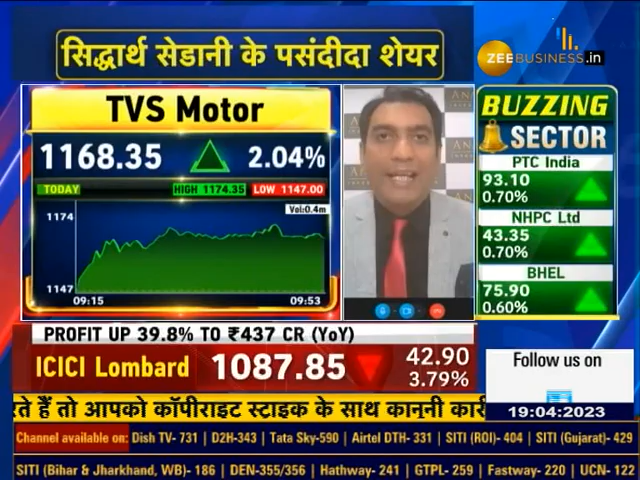 सिद्धार्थ सेडानी के पसंदीदा शेयर
ZEEBUSINESS.in
TVS Motor
1168.35 2.04%
TODAY HIGH 1174.35 LOW 1147.00
Vol:0.4m
1174
1147
09:15 09:53
BUZZING
SECTOR
PTC India
93.10
0.70%
NHPC Ltd
43.35
0.70%
BHEL
75.90
0.60%
PROFIT UP 39.8% TO ₹437 CR (YoY)
ICICI Lombard 1087.85 42.90
3.79%
Follow us on
रते हैं तो आपको कॉपीराइट स्टाइक के साथ कानूनी कार्र
19:04:2023
Channel available on: Dish TV- 731 | D2H-343 | Tata Sky-590 | Airtel DTH- 331 | SITI (ROI)- 404 | SITI (Gujarat)- 429
SITI (Bihar & Jharkhand, WB)- 186 | DEN-355/356 | Hathway- 241 | GTPL- 259 | Fastway- 220 | UCN- 122